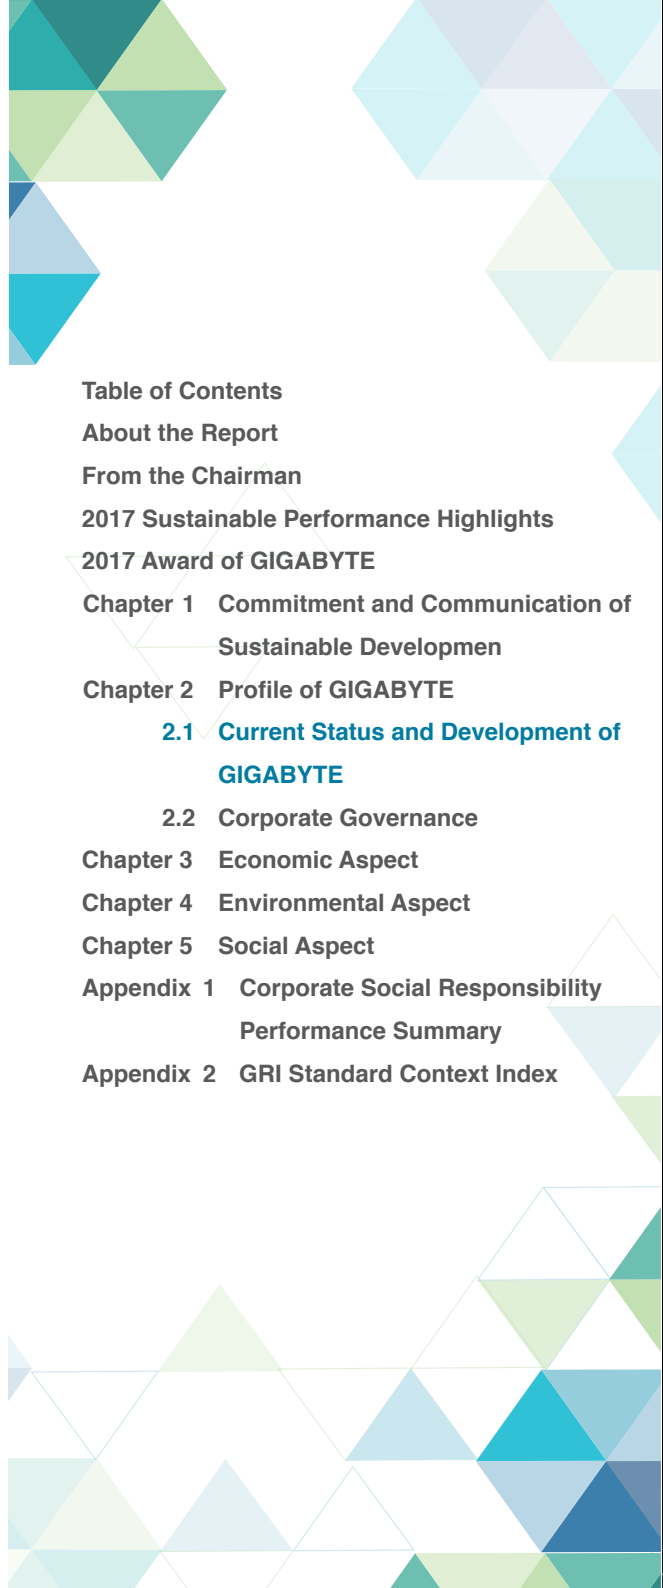 Table of Contents
About the Report
From the Chairman
2017 Sustainable Performance Highlights
2017 Award of GIGABYTE
Chapter 1 Commitment and Communication of
Sustainable Developmen
Chapter 2 Profile of GIGABYTE
2.1 Current Status and Development of
GIGABYTE
2.2 Corporate Governance
Chapter 3 Economic Aspect
Chapter 4 Environmental Aspect
Chapter 5 Social Aspect
Appendix 1 Corporate Social Responsibility
Performance Summary
Appendix 2 GRI Standard Context Index